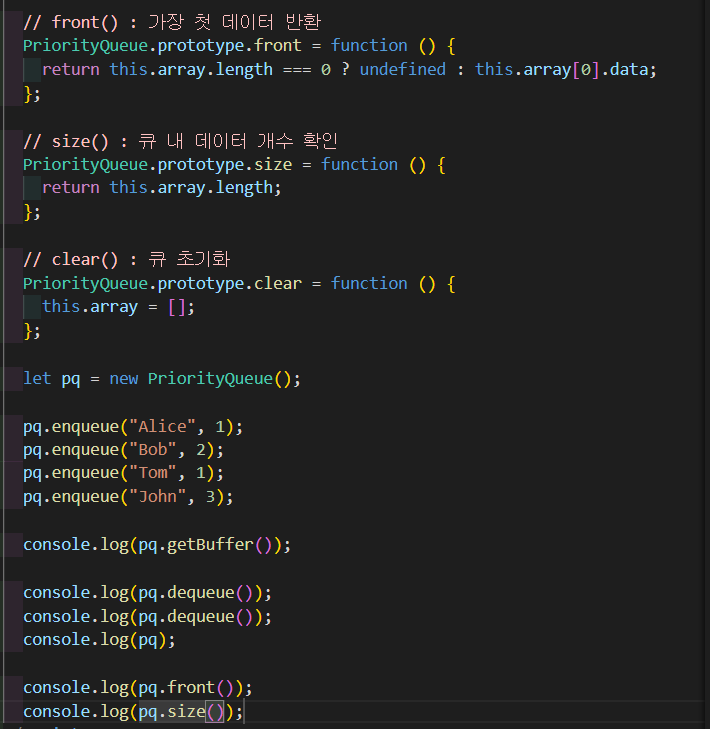 // front() : 가장 첫 데이터 반환
PriorityQueue.prototype.front = function () {
  return this.array.length === 0 ? undefined : this.array[0].data;
};

// size() : 큐 내 데이터 개수 확인
PriorityQueue.prototype.size = function () {
  return this.array.length;
};

// clear() : 큐 초기화
PriorityQueue.prototype.clear = function () {
  this.array = [];
};

let pq = new PriorityQueue();

pq.enqueue("Alice", 1);
pq.enqueue("Bob", 2);
pq.enqueue("Tom", 1);
pq.enqueue("John", 3);

console.log(pq.getBuffer());

console.log(pq.dequeue());
console.log(pq.dequeue());
console.log(pq);

console.log(pq.front());
console.log(pq.size());